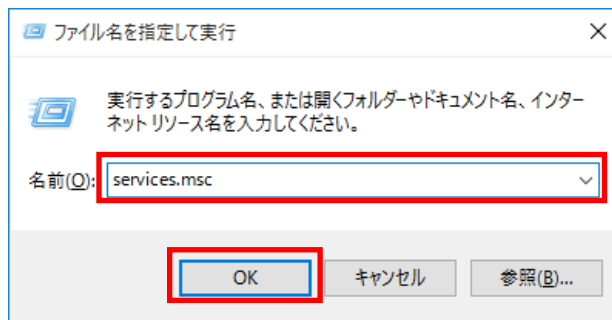 ファイル名を指定して実行
実行するプログラム名、または開くフォルダーやドキュメント名、インター
ネット リソース名を入力してください。
名前(O): services.msc
OK キャンセル 参照(B)...